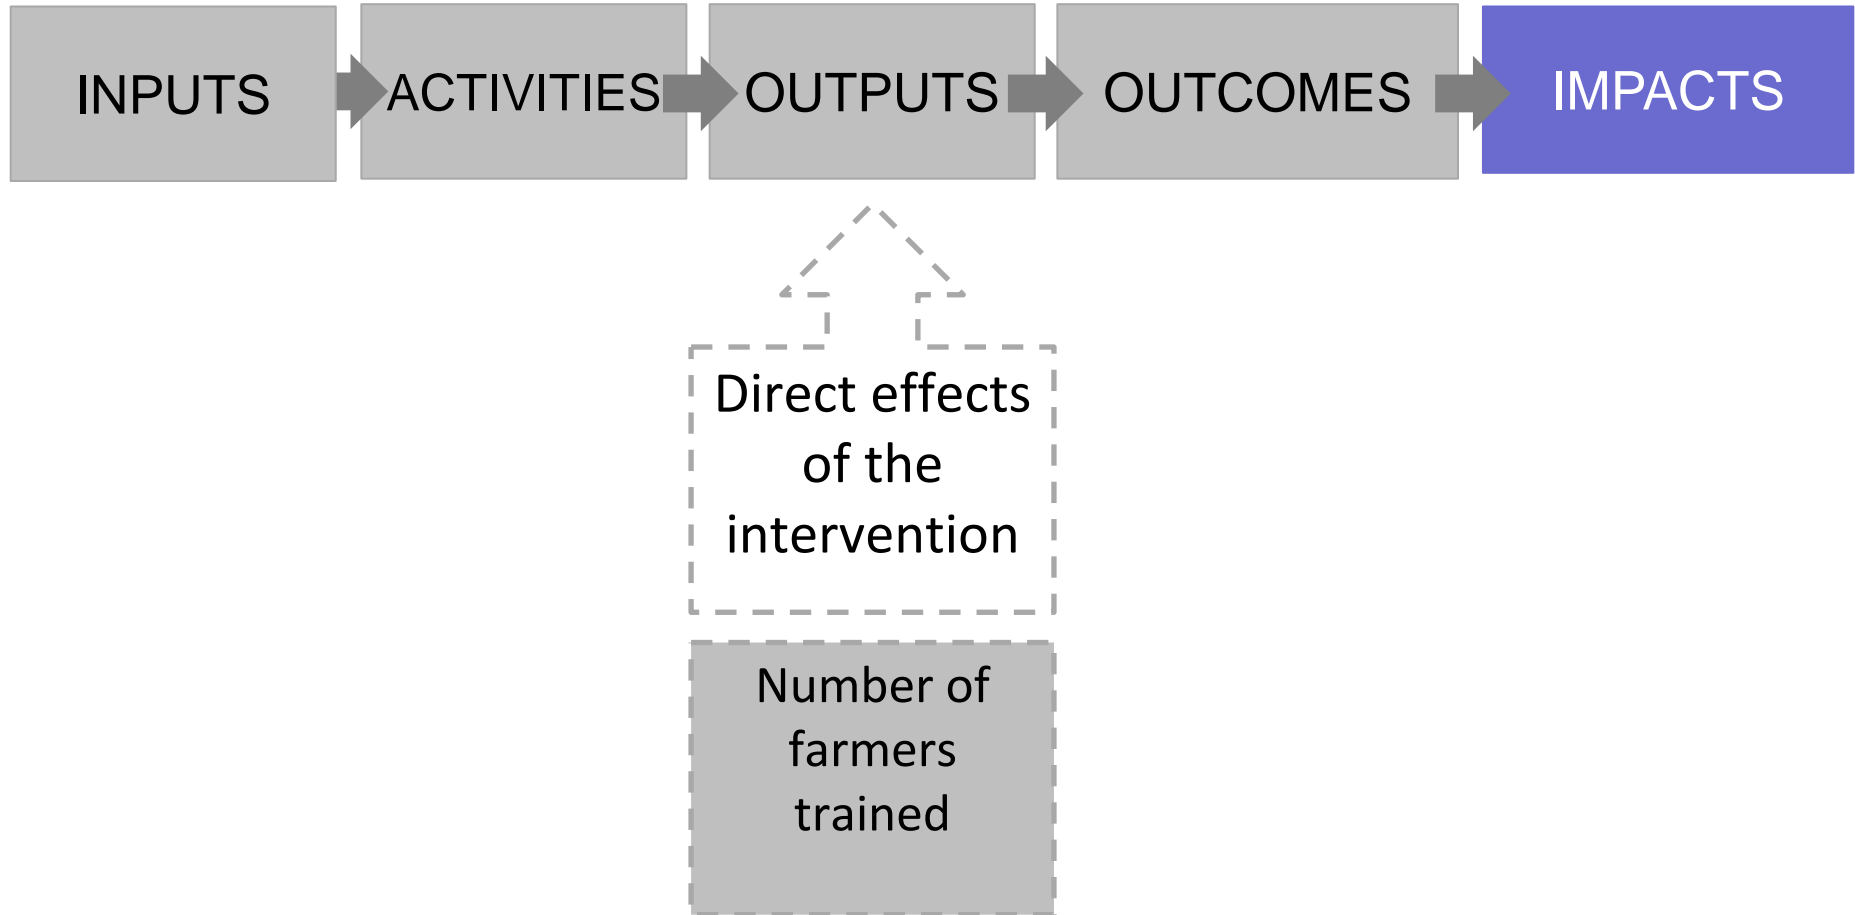 INPUTS
ACTIVITIES
OUTPUTS
OUTCOMES
IMPACTS
Direct effects
of the
intervention
Number of
farmers
trained